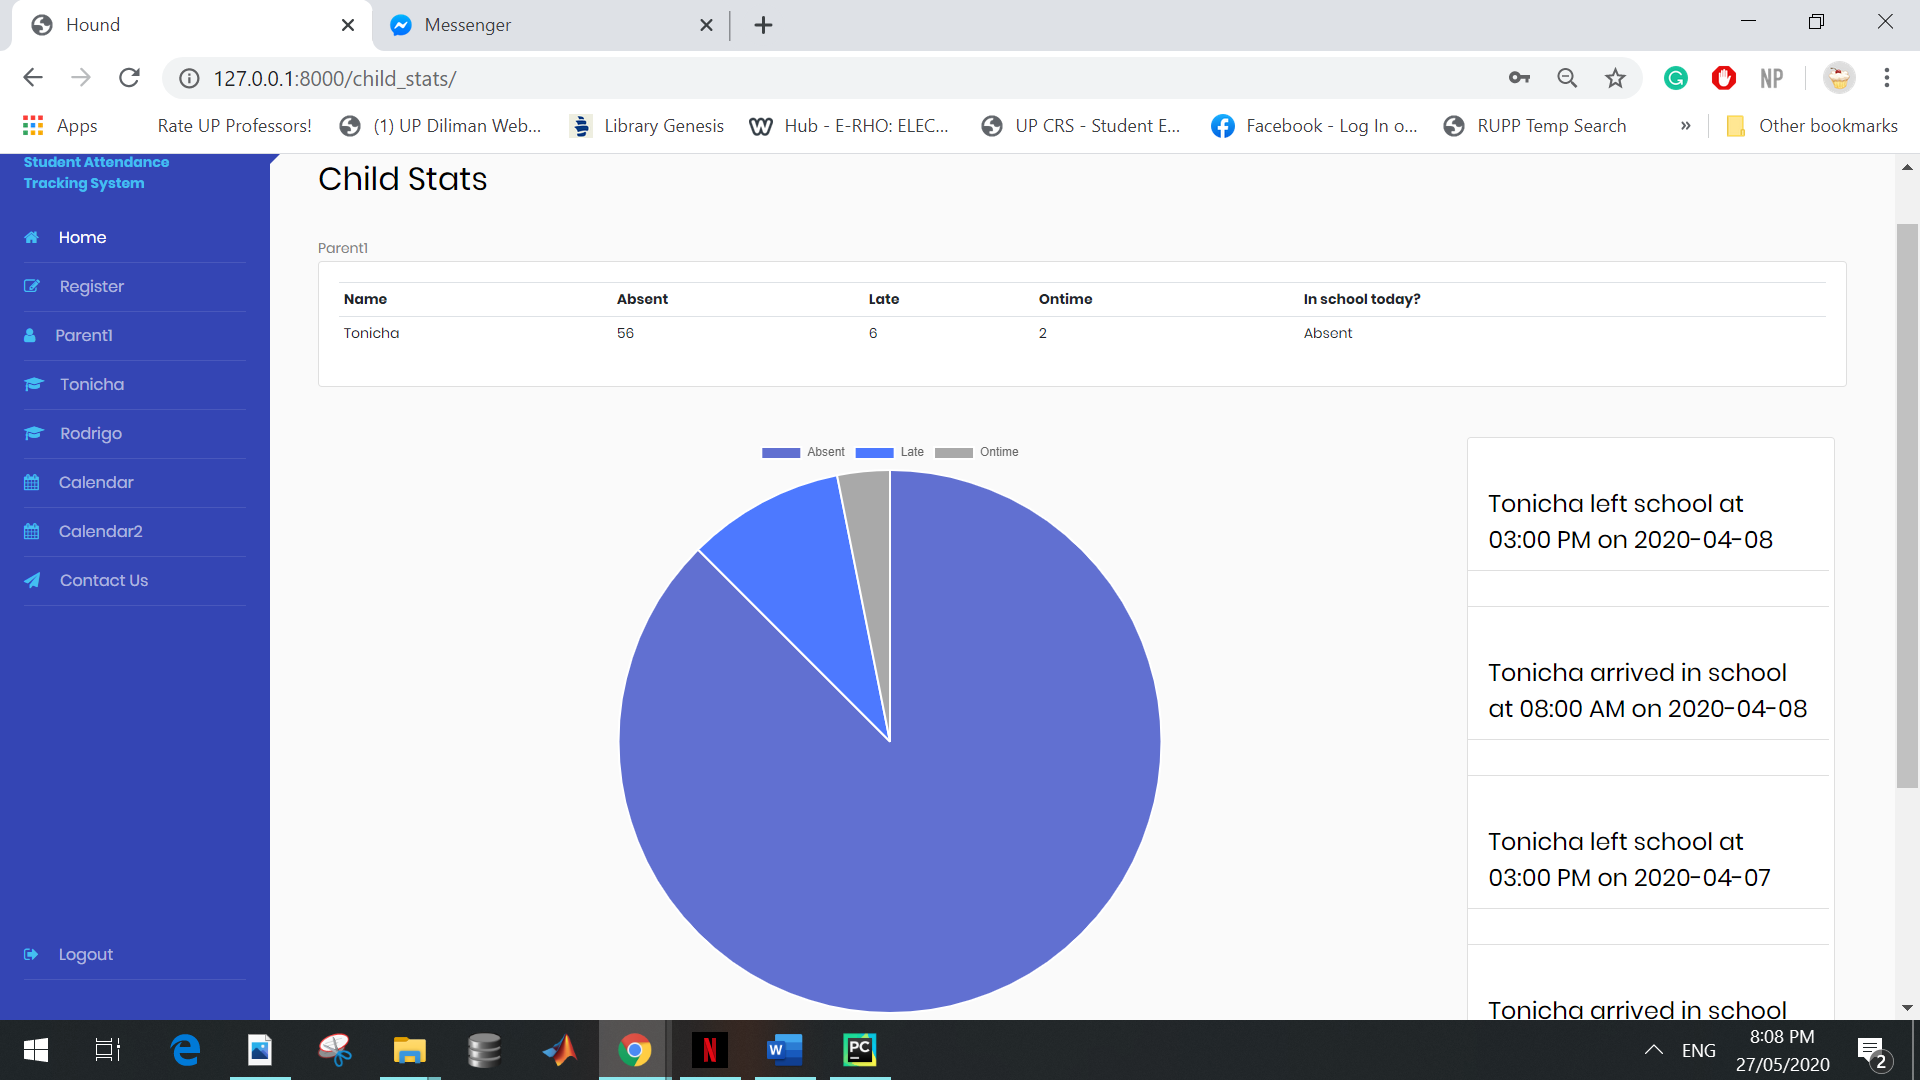 Hound
Messenger
127.0.0.1:8000/child_stats/
NP
Apps
Rate UP Professors!
(1) UP Diliman Web...
Library Genesis
Hub - E-RHO: ELEC...
UP CRS - Student E...
Facebook - Log In o...
RUPP Temp Search
»
Other bookmarks
Student Attendance
Tracking System
Home
Register
Parent1
Tonicha
Rodrigo
Calendar
Calendar2
Contact Us
Logout
Child Stats
Parent1
Name Absent Late Ontime In school today?
Tonicha 56 6 2 Absent
Absent Late Ontime
Tonicha left school at
03:00 PM on 2020-04-08
Tonicha arrived in school
at 08:00 AM on 2020-04-08
Tonicha left school at
03:00 PM on 2020-04-07
Tonicha arrived in school
ENG
8:08 PM
27/05/2020
2